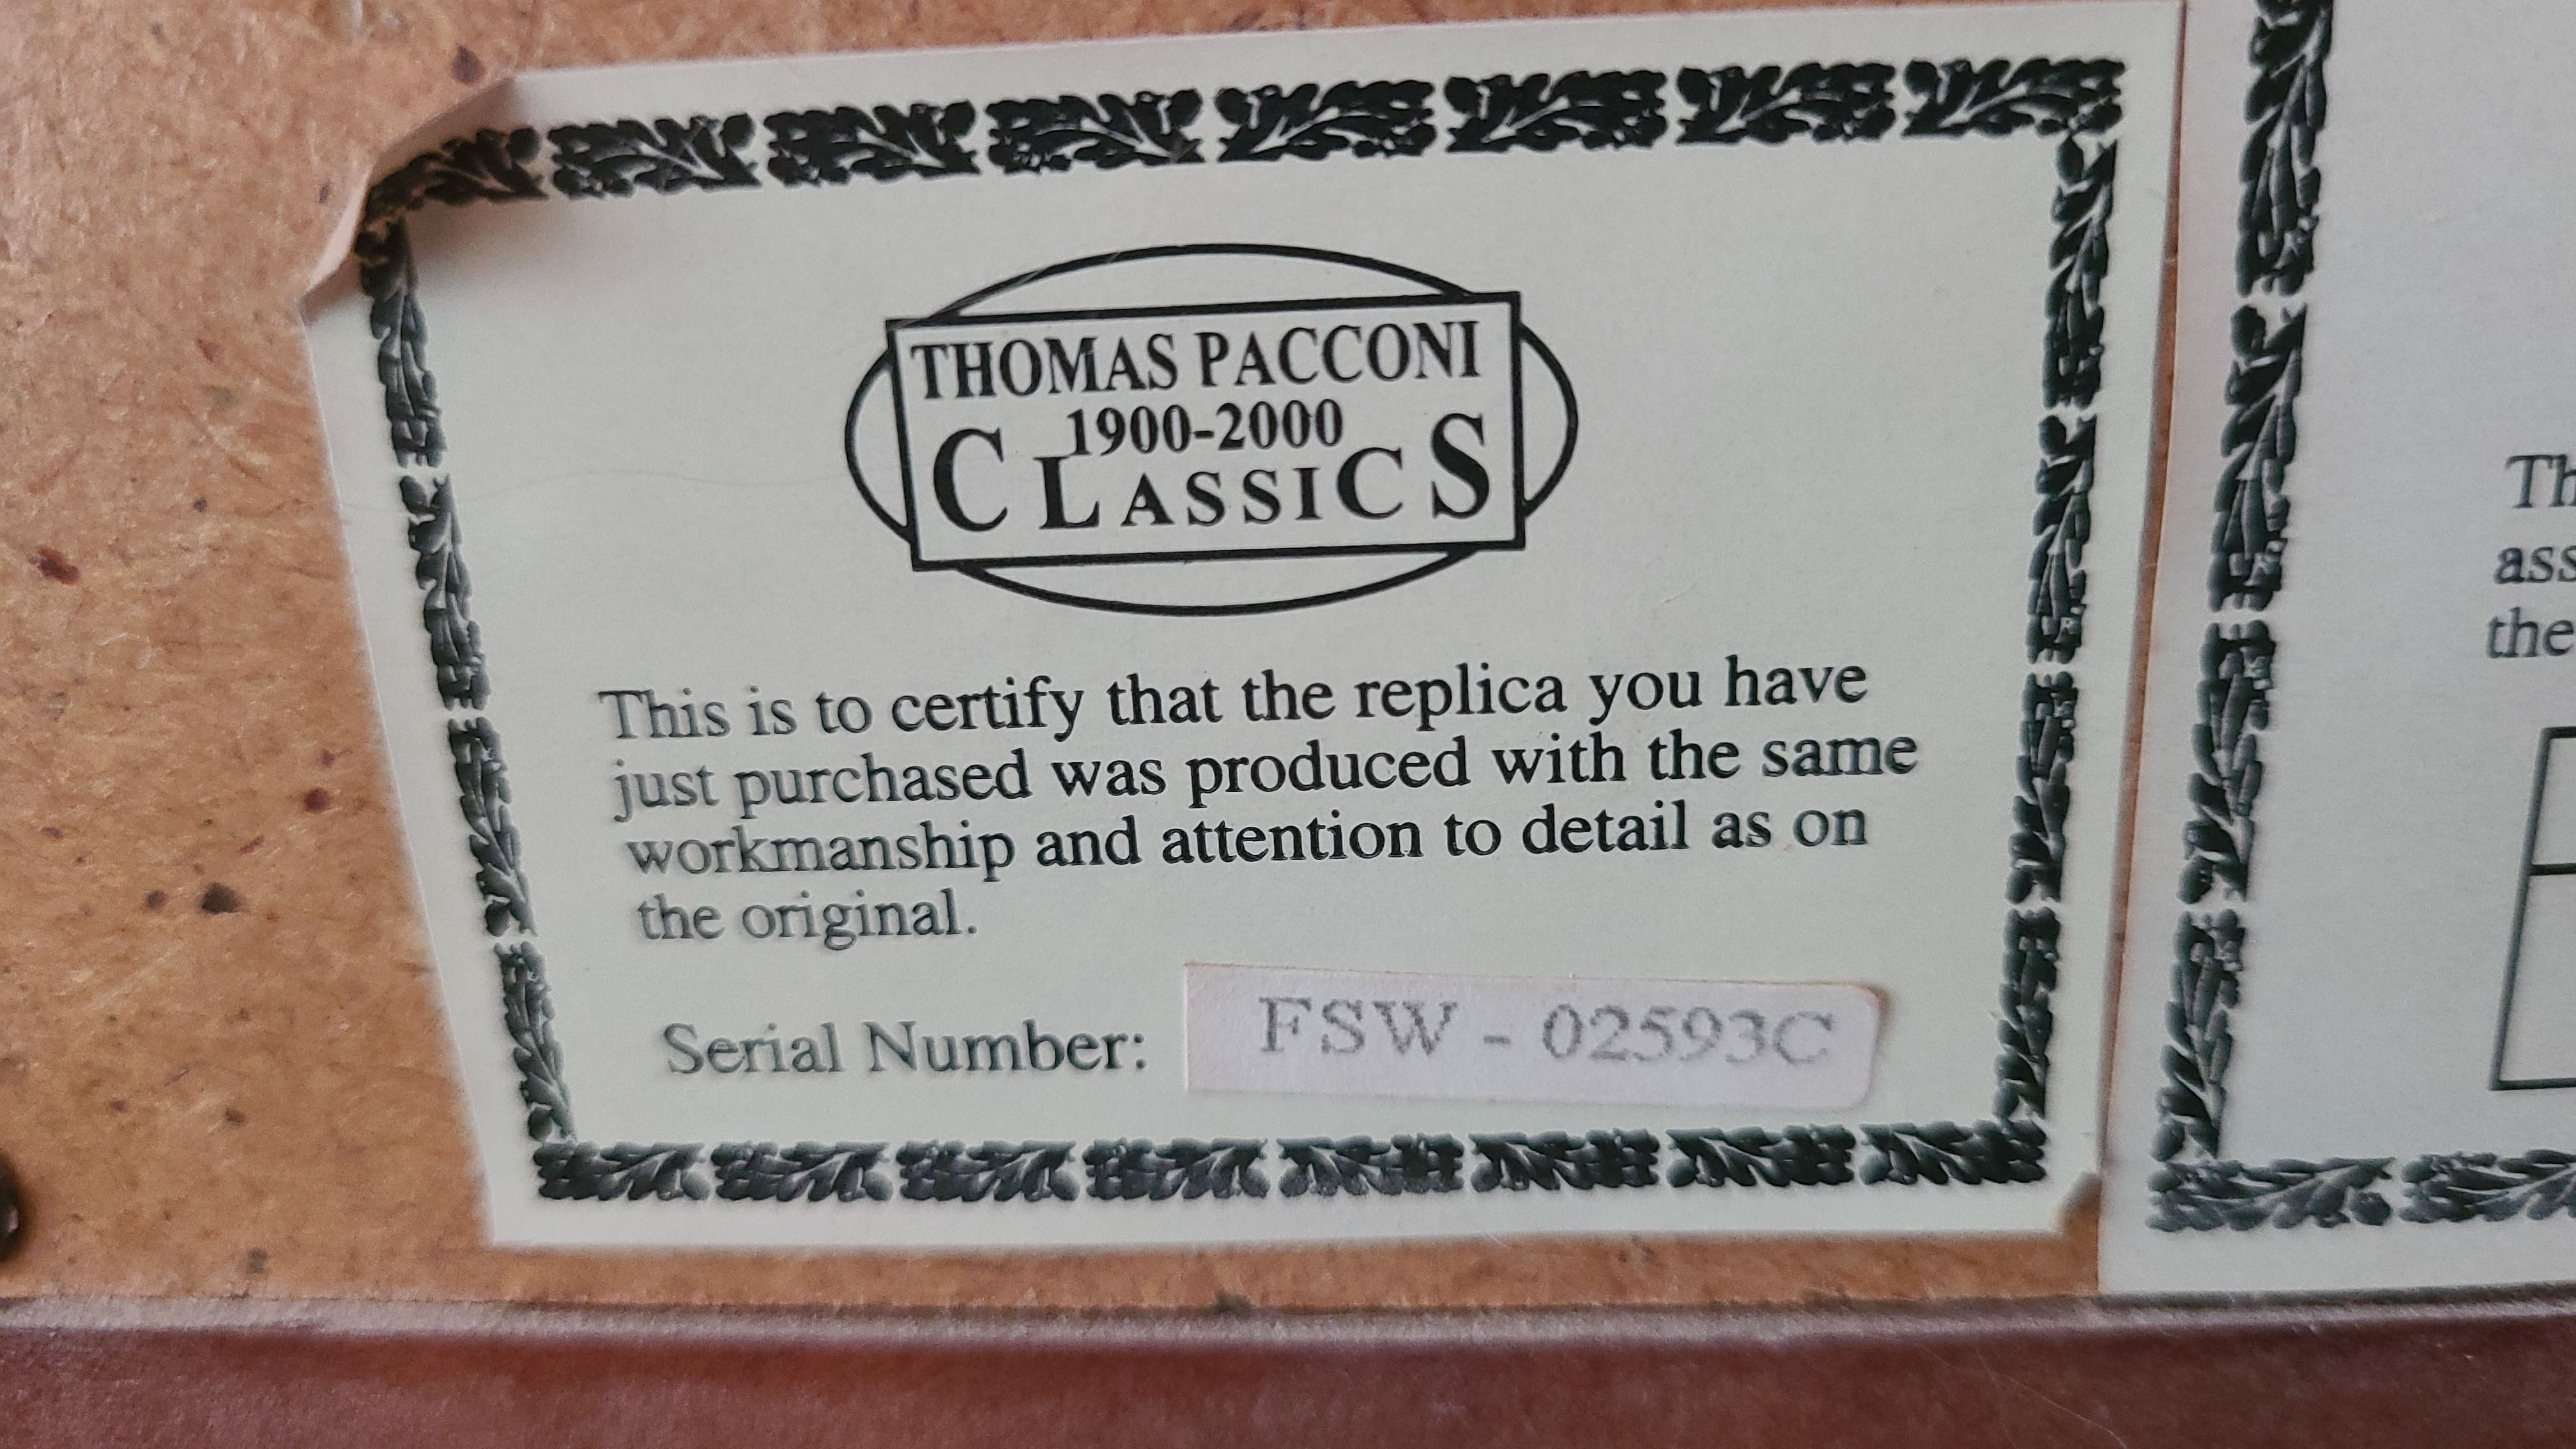 THOMAS PACCONI
1900-2000
CLASSICS
This is to certify that the replica you have
just purchased was produced with the same
workmanship and attention to detail as on
the original.
Serial Number: FSW - 02593C
the